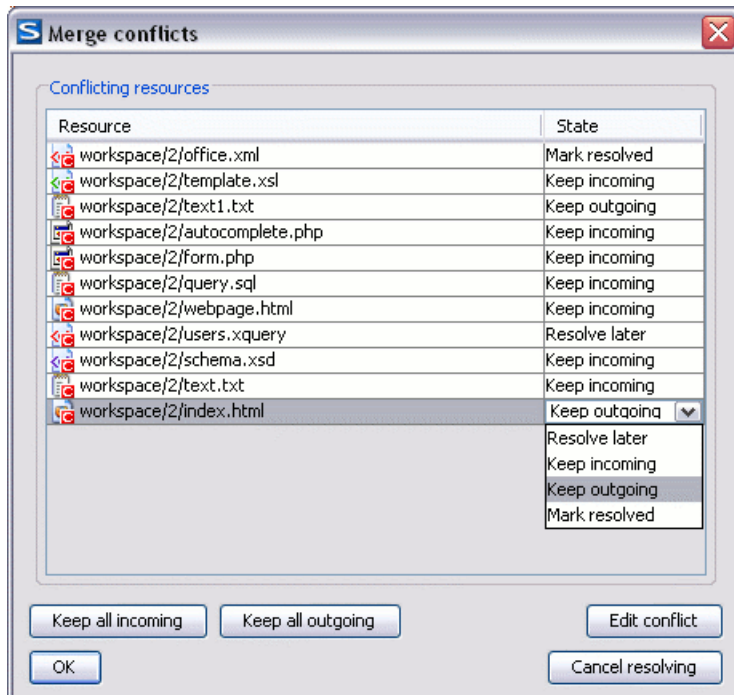 S Merge conflicts
Conflicting resources
Resource State
workspace/2/office.xml Mark resolved
workspace/2/template.xsl Keep incoming
workspace/2/text1.txt Keep outgoing
workspace/2/autocomplete.php Keep incoming
workspace/2/form.php Keep incoming
workspace/2/query.sql Keep incoming
workspace/2/webpage.html Keep incoming
workspace/2/users.xquery Resolve later
workspace/2/schema.xsd Keep incoming
workspace/2/text.txt Keep incoming
workspace/2/index.html Keep outgoing
Resolve later
Keep incoming
Keep outgoing
Mark resolved
Keep all incoming Keep all outgoing Edit conflict
OK Cancel resolving